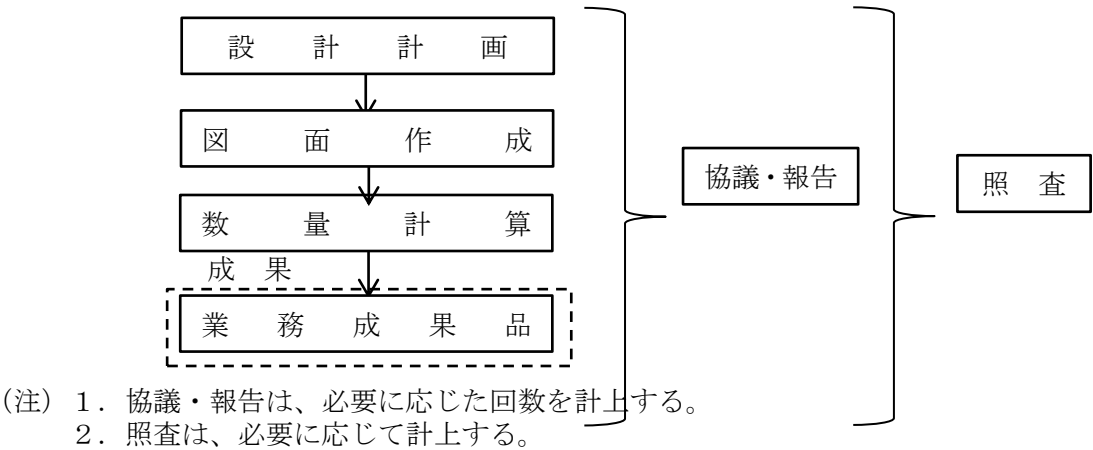 設計計画
図面作成
数量計算
成果
業務成果品
協議・報告
照査
(注) 1.協議・報告は、必要に応じた回数を計上する。
2.照査は、必要に応じて計上する。